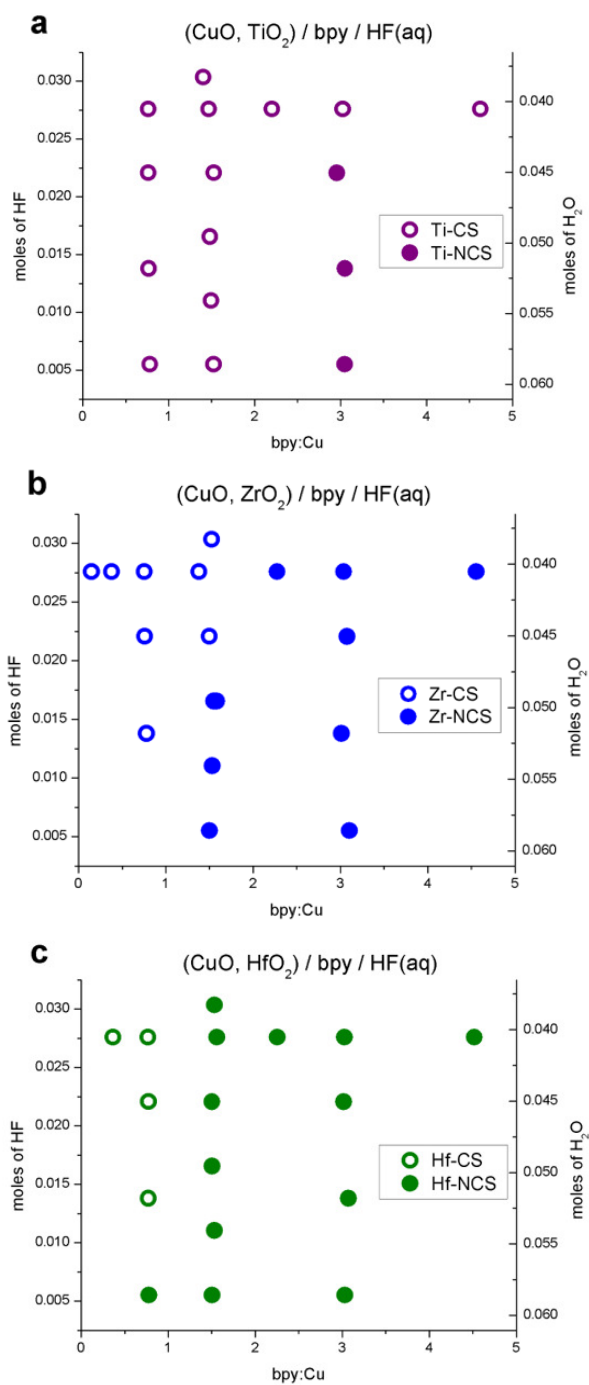 a
(CuO, TiO2) / bpy / HF(aq)
0.030
0.025
0.020
0.015
0.010
0.005
moles of HF
0.040
0.045
0.050
0.055
0.060
moles of H2O
Ti-CS
Ti-NCS
0 1 2 3 4 5
bpy:Cu
b
(CuO, ZrO2) / bpy / HF(aq)
0.030
0.025
0.020
0.015
0.010
0.005
moles of HF
0.040
0.045
0.050
0.055
0.060
moles of H2O
Zr-CS
Zr-NCS
0 1 2 3 4 5
bpy:Cu
c
(CuO, HfO2) / bpy / HF(aq)
0.030
0.025
0.020
0.015
0.010
0.005
moles of HF
0.040
0.045
0.050
0.055
0.060
moles of H2O
Hf-CS
Hf-NCS
0 1 2 3 4 5
bpy:Cu